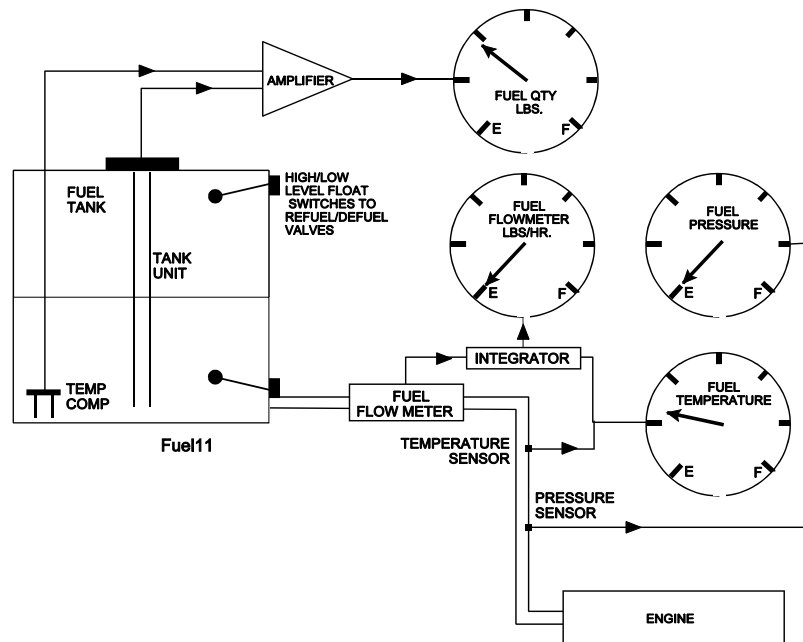 AMPLIFIER
FUEL QTY
LBS.
E
F
FUEL
TANK
HIGH/LOW
LEVEL FLOAT
SWITCHES TO
REFUEL/DEFUEL
VALVES
TANK
UNIT
FUEL
FLOWMETER
LBS/HR.
E
F
FUEL
PRESSURE
E
F
INTEGRATOR
TEMP
COMP
FUEL
FLOW METER
FUEL
TEMPERATURE
E
F
Fuel11
TEMPERATURE
SENSOR
PRESSURE
SENSOR
ENGINE